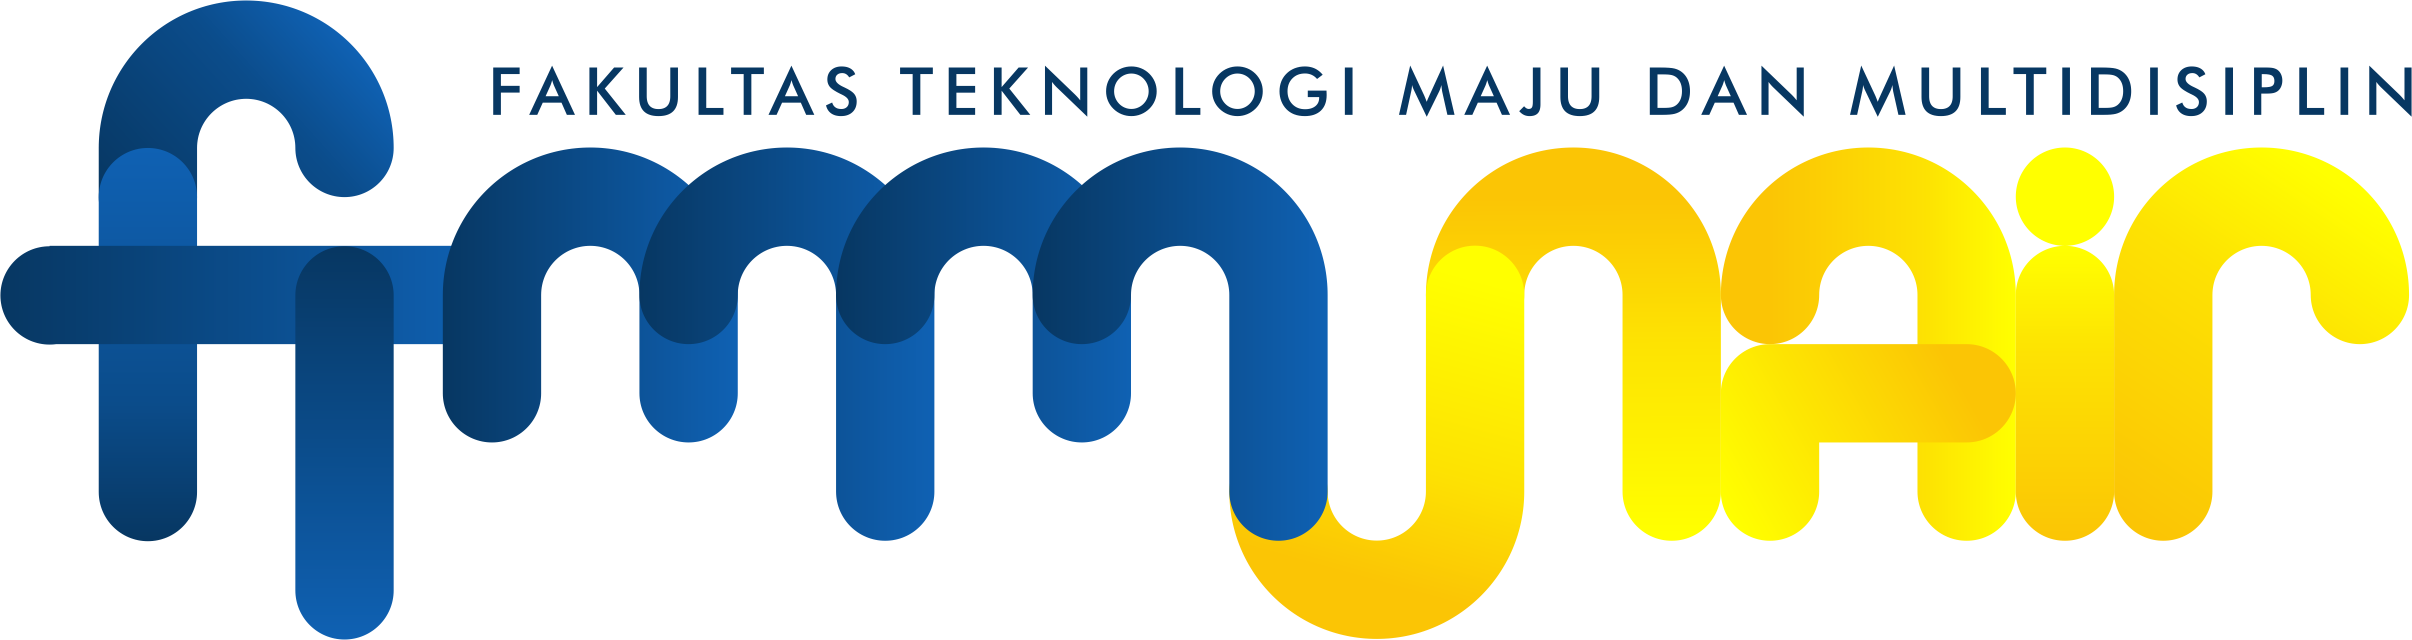 FAKULTAS TEKNOLOGI MAJU DAN MULTIDISIPLIN
ftmmunair